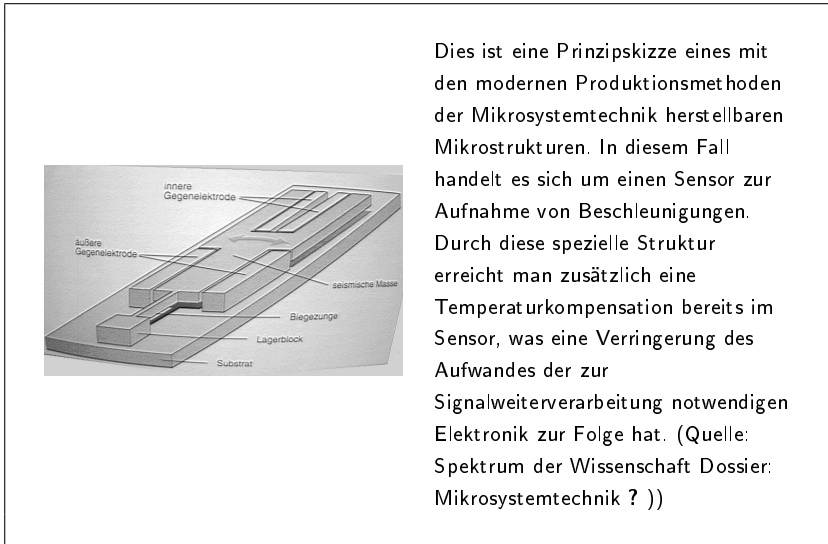 innere
Gegenelektrode
äußere
Gegenelektrode
seismische Masse
Biegezunge
Lagerblock
Substrat
Dies ist eine Prinzipskizze eines mit
den modernen Produktionsmethoden
der Mikrosystemtechnik herstellbaren
Mikrostrukturen. In diesem Fall
handelt es sich um einen Sensor zur
Aufnahme von Beschleunigungen.
Durch diese spezielle Struktur
erreicht man zusätzlich eine
Temperaturkompensation bereits im
Sensor, was eine Verringerung des
Aufwandes der zur
Signalweiterverarbeitung notwendigen
Elektronik zur Folge hat. (Quelle:
Spektrum der Wissenschaft Dossier:
Mikrosystemtechnik ? ))